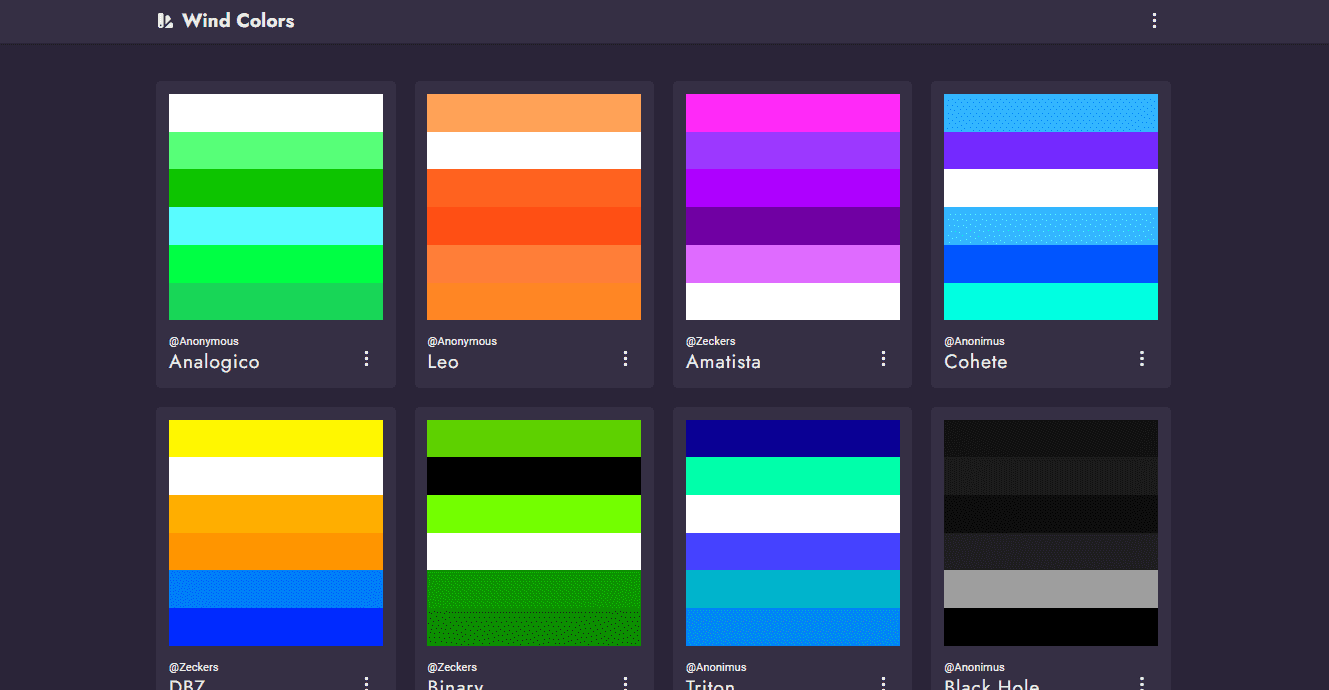 Wind Colors
@Anonymous
Analogico
@Anonymous
Leo
@Zeckers
Amatista
@Anonimus
Cohete
@Zeckers
DBZ
@Zeckers
Binary
@Anonimus
Triton
@Anonimus
Black Hole